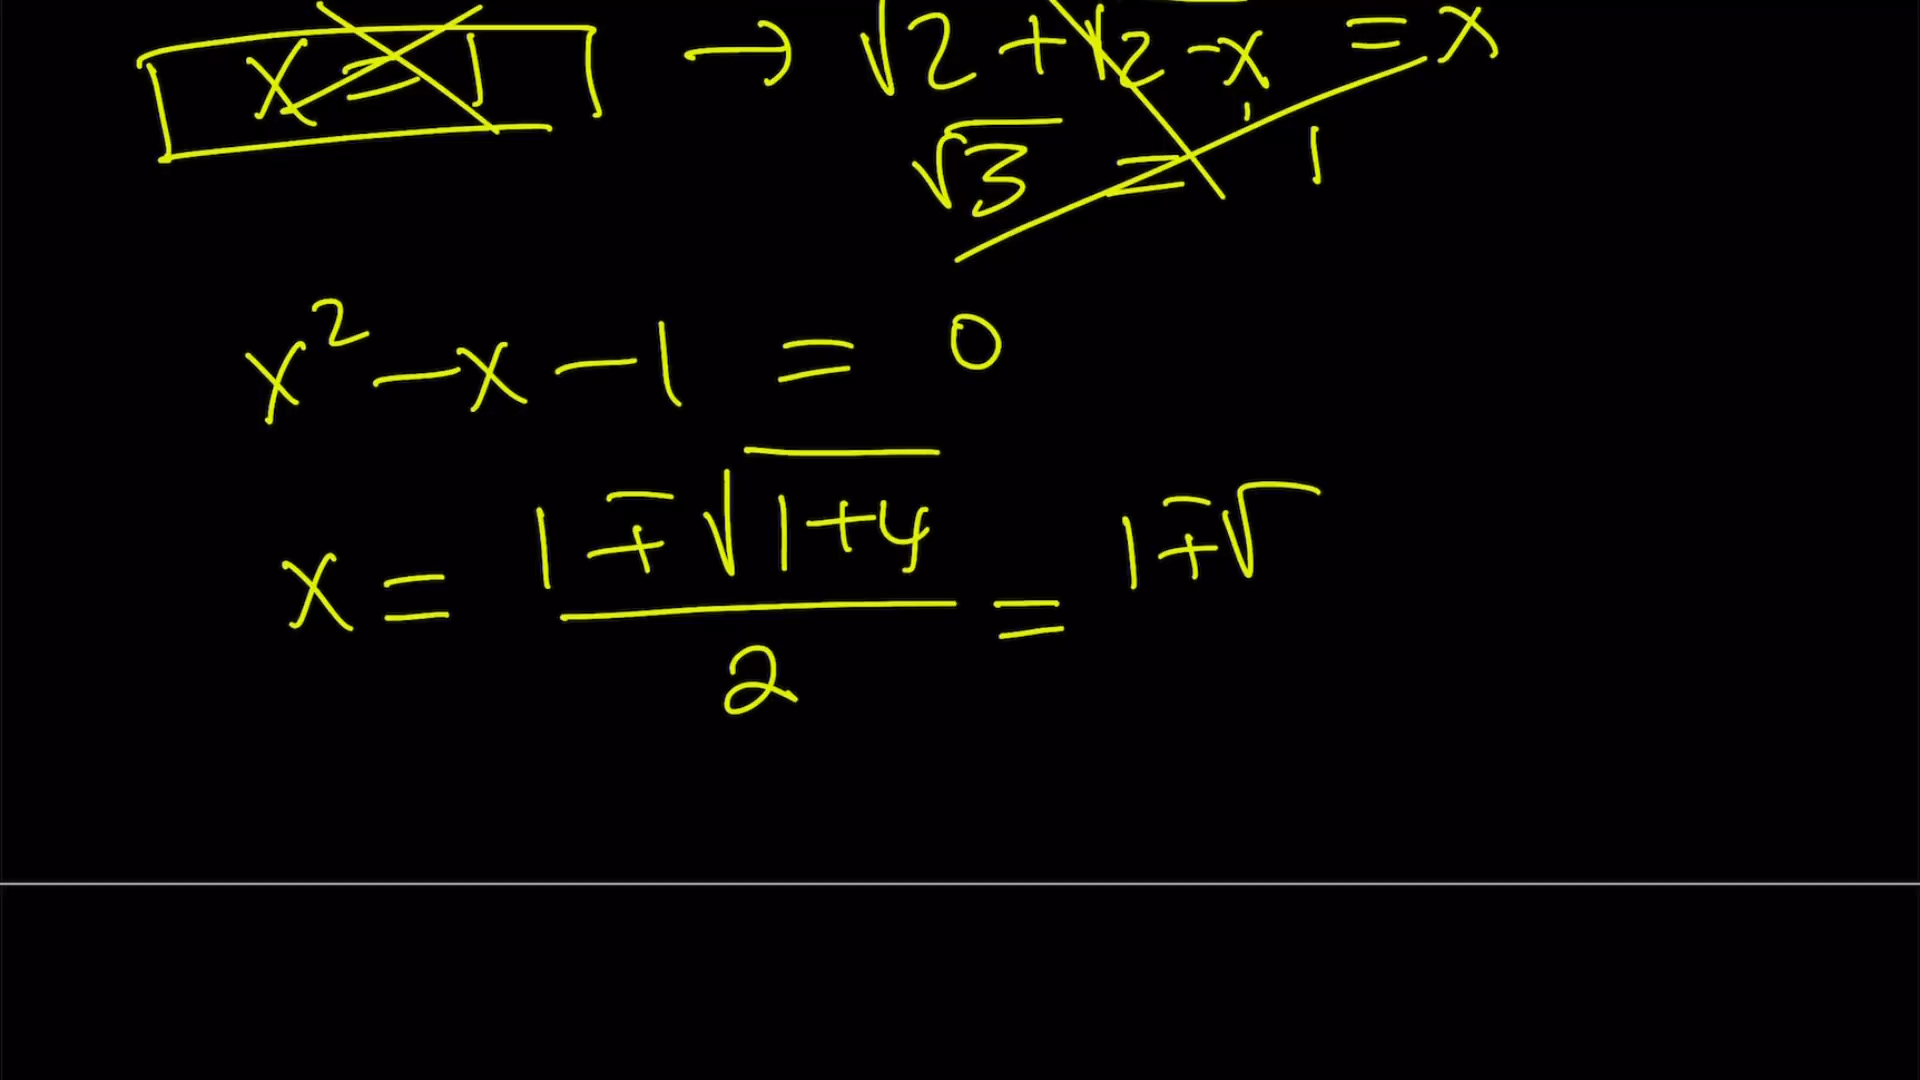 x = 1 → √2 + √2 - x = x
√3 = 1
x² - x - 1 = 0
x = 1 ∓ √1+4 / 2 = 1 ∓ √